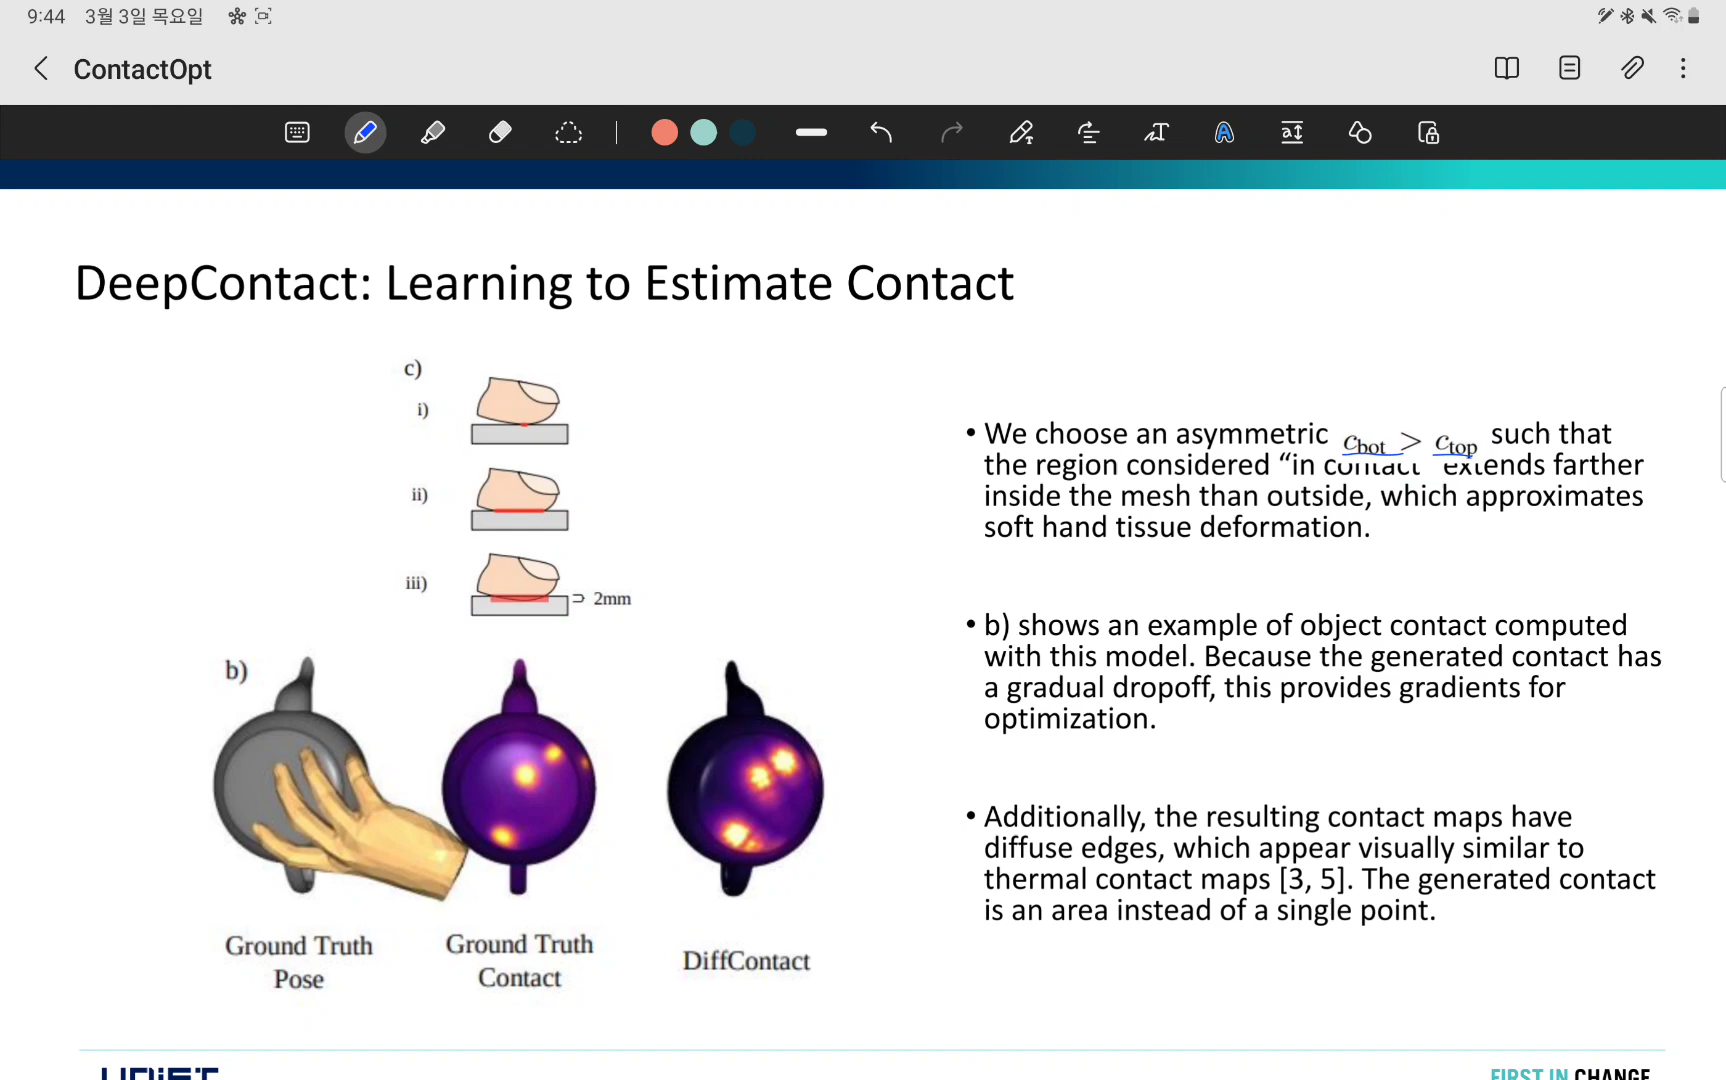 9:44 3월 3일 목요일
ContactOpt
DeepContact: Learning to Estimate Contact
c)
i)
ii)
iii)
2mm
b)
Ground Truth
Pose
Ground Truth
Contact
DiffContact
• We choose an asymmetric c_bot > c_top such that
the region considered “in contact extends farther
inside the mesh than outside, which approximates
soft hand tissue deformation.
• b) shows an example of object contact computed
with this model. Because the generated contact has
a gradual dropoff, this provides gradients for
optimization.
• Additionally, the resulting contact maps have
diffuse edges, which appear visually similar to
thermal contact maps [3, 5]. The generated contact
is an area instead of a single point.
FIRST IN CHANGE